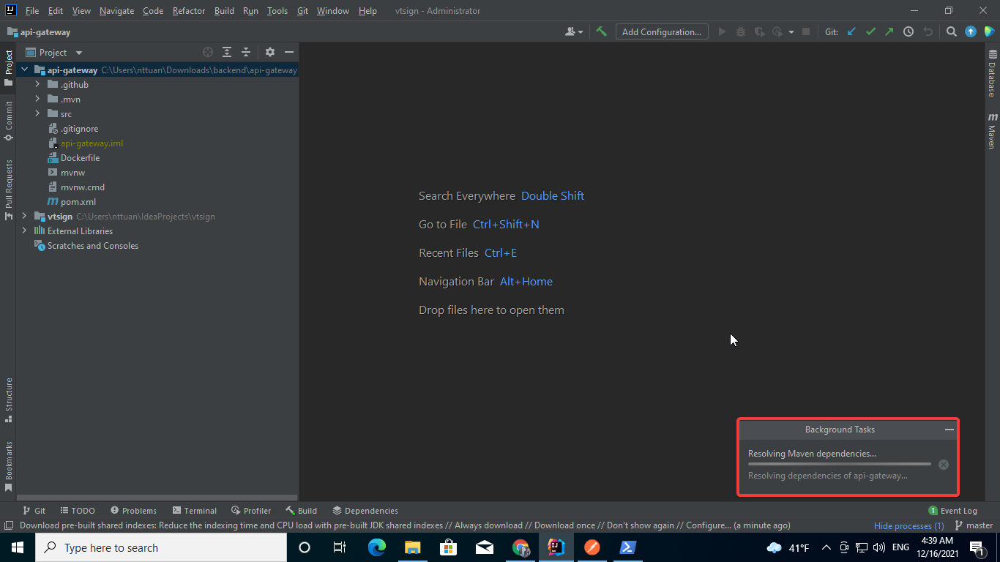 File Edit View Navigate Code Refactor Build Run Tools Git Window Help vtsign - Administrator
api-gateway Add Configuration... Git:
Project
api-gateway C:\Users\nttuan\Downloads\backend\api-gateway
.github
.mvn
src
.gitignore
api-gateway.iml
Dockerfile
mvnw
mvnw.cmd
pom.xml
vtsign C:\Users\nttuan\IdeaProjects\vtsign
External Libraries
Scratches and Consoles
Project
Commit
Pull Requests
Structure
Bookmarks
Search Everywhere Double Shift
Go to File Ctrl+Shift+N
Recent Files Ctrl+E
Navigation Bar Alt+Home
Drop files here to open them
Database
Maven
Background Tasks
Resolving Maven dependencies...
Resolving dependencies of api-gateway...
Git TODO Problems Terminal Profiler Build Dependencies 1 Event Log
Download pre-built shared indexes: Reduce the indexing time and CPU load with pre-built JDK shared indexes // Always download // Download once // Don't show again // Configure... (a minute ago) Hide processes (1) master
Type here to search 41°F ENG 4:39 AM
12/16/2021 1